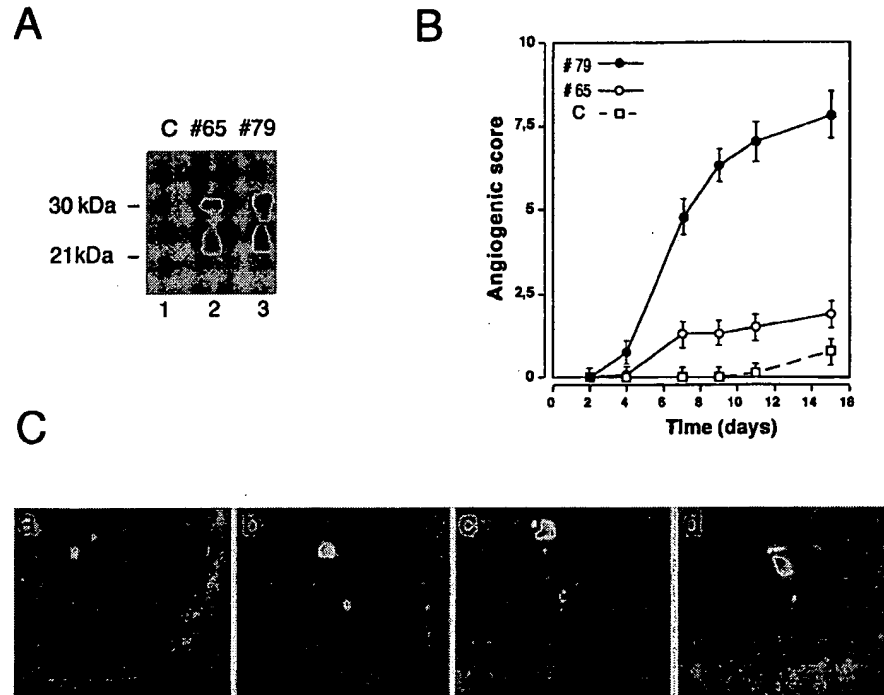 A
C #65 #79
30 kDa –
21kDa –
1 2 3
B
10
7,5
5
2,5
0
#79
#65
C
Angiogenic score
0 2 4 6 8 10 12 14 16
Time (days)
C
a b c d